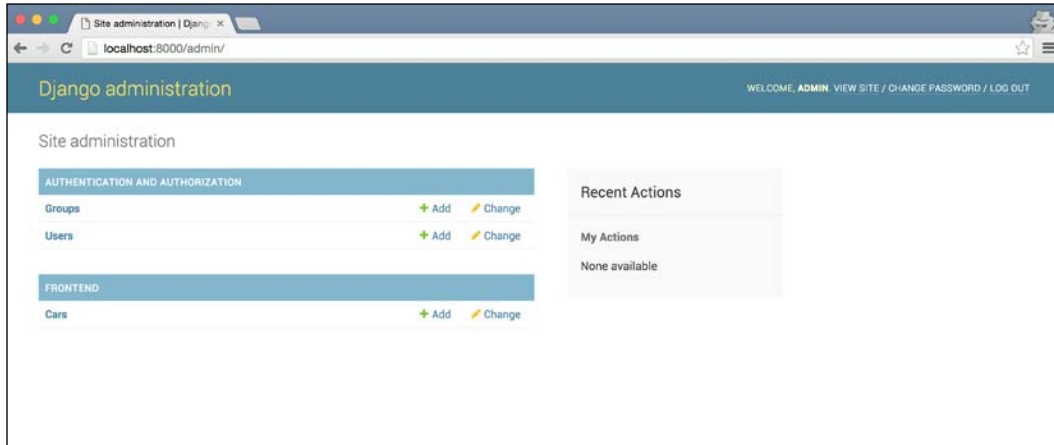 Site administration | Djang
localhost:8000/admin/
Django administration
WELCOME, ADMIN. VIEW SITE / CHANGE PASSWORD / LOG OUT
Site administration
AUTHENTICATION AND AUTHORIZATION
Groups + Add Change
Users + Add Change
FRONTEND
Cars + Add Change
Recent Actions
My Actions
None available